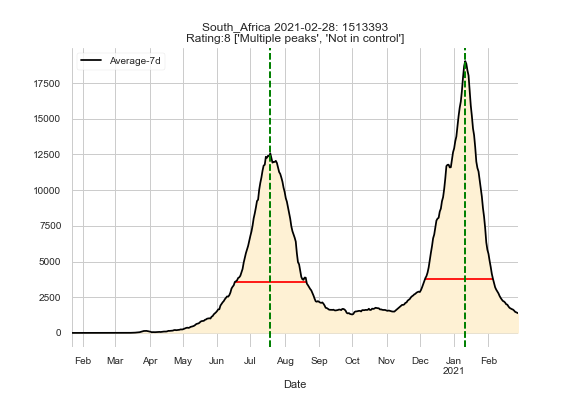 South_Africa 2021-02-28: 1513393
Rating:8 ['Multiple peaks', 'Not in control']
Average-7d
17500
15000
12500
10000
7500
5000
2500
0
Feb Mar Apr May Jun Jul Aug Sep Oct Nov Dec Jan Feb
2021
Date